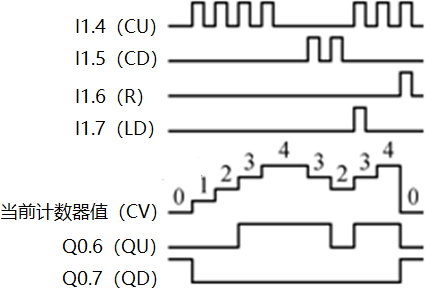 I1.4（CU）
I1.5（CD）
I1.6（R）
I1.7（LD）
0 1 2 3 4 3 2 3 4 0
当前计数器值（CV）
Q0.6（QU）
Q0.7（QD）